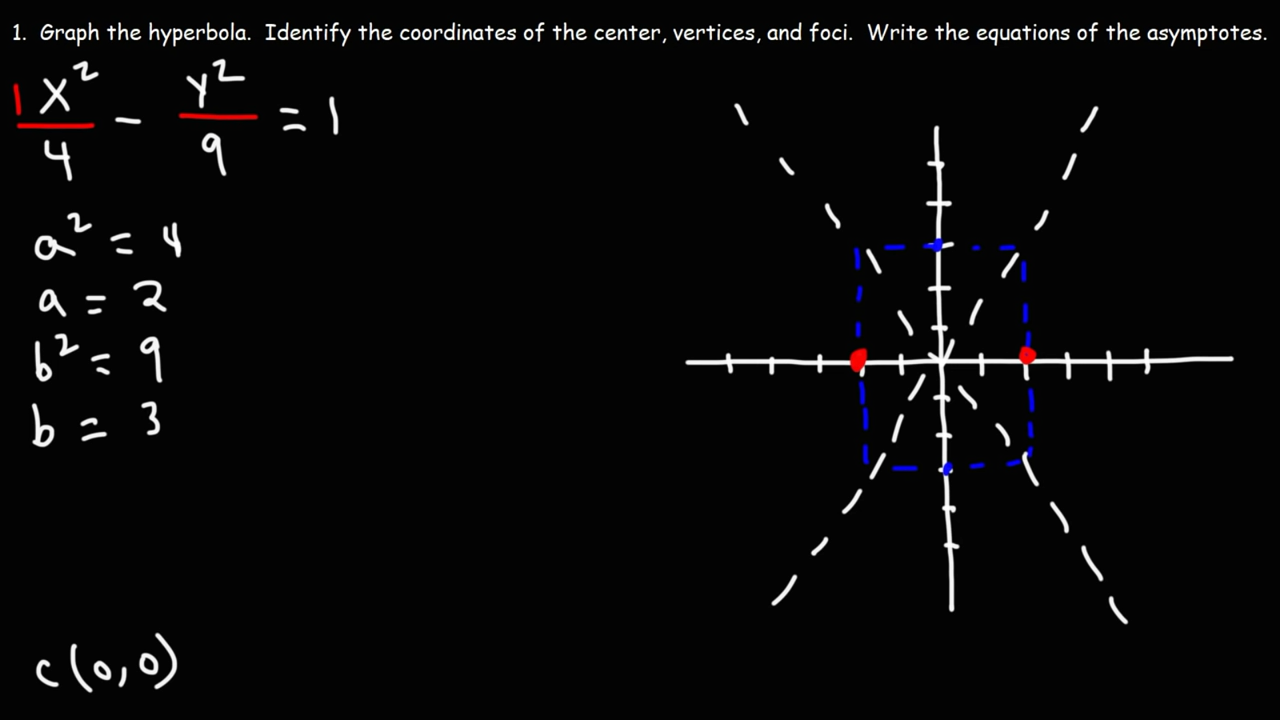 1. Graph the hyperbola. Identify the coordinates of the center, vertices, and foci. Write the equations of the asymptotes.
x²/4 - y²/9 = 1
a² = 4
a = 2
b² = 9
b = 3
c(0,0)